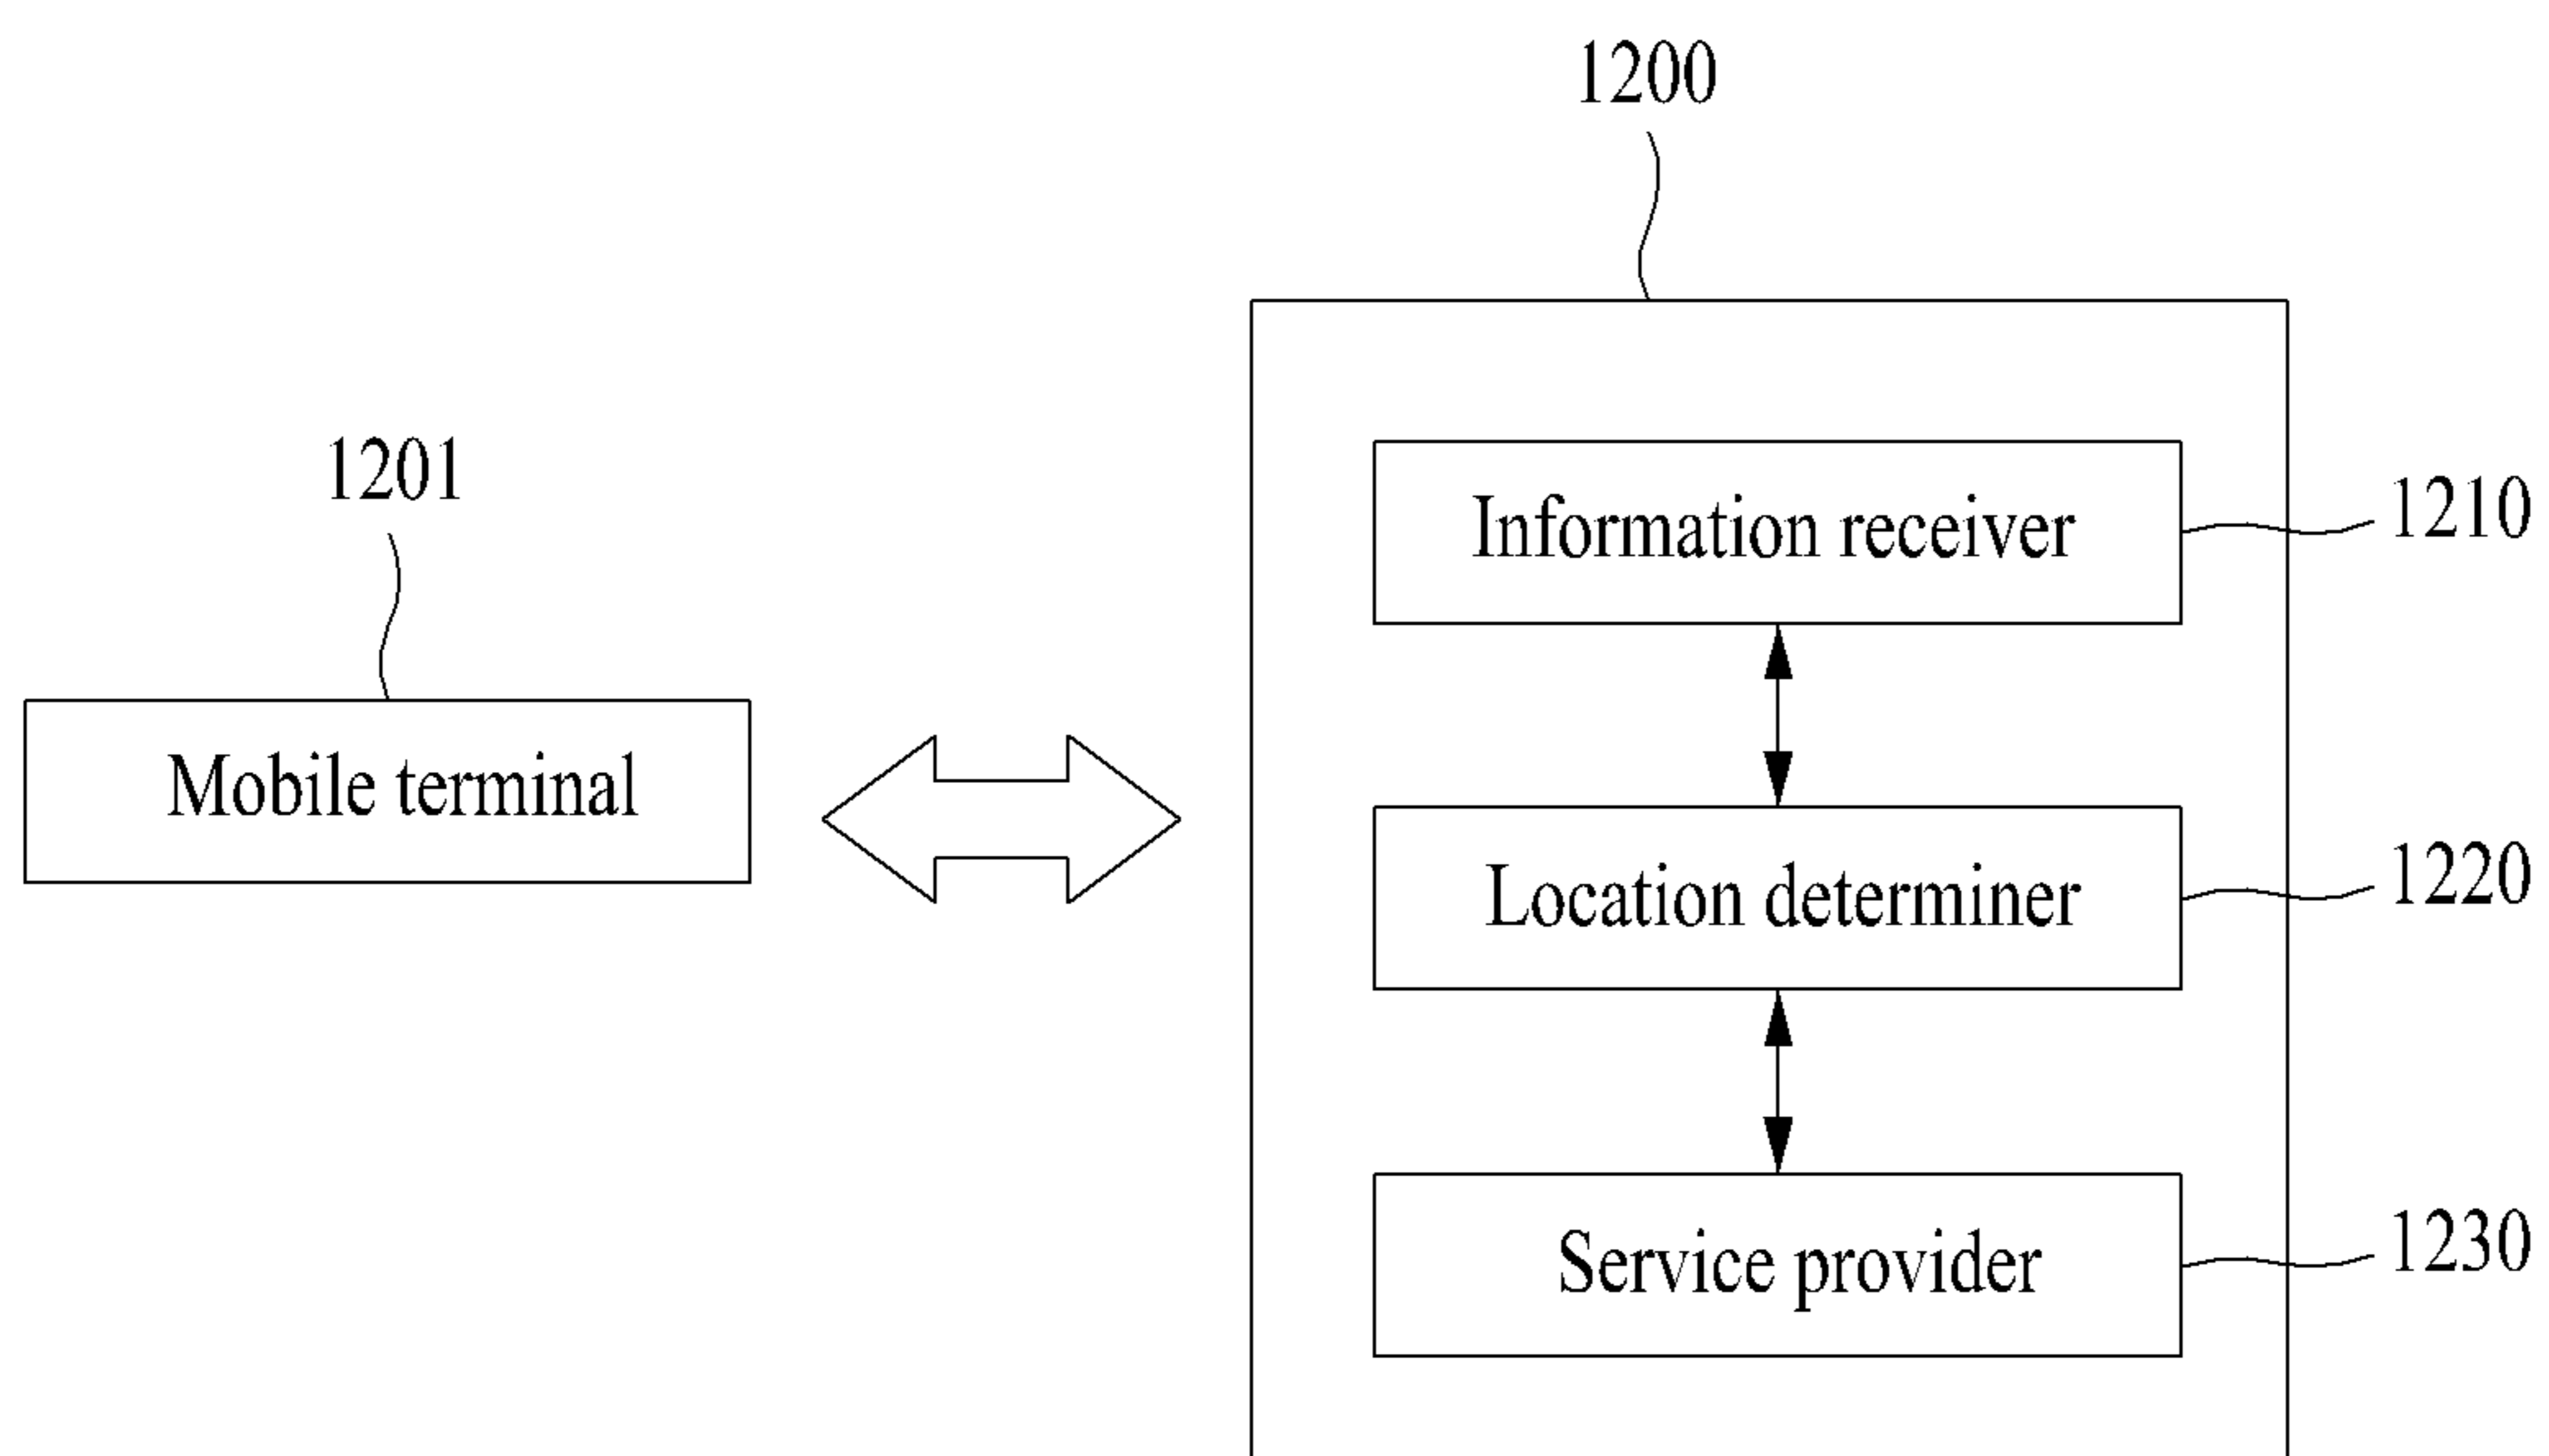 1200
1201
Information receiver
1210
Mobile terminal
Location determiner
1220
Service provider
1230